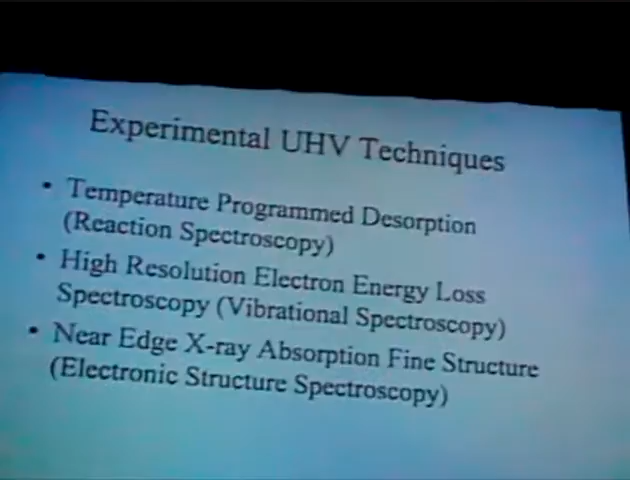 Experimental UHV Techniques
• Temperature Programmed Desorption
(Reaction Spectroscopy)
• High Resolution Electron Energy Loss
Spectroscopy (Vibrational Spectroscopy)
• Near Edge X-ray Absorption Fine Structure
(Electronic Structure Spectroscopy)